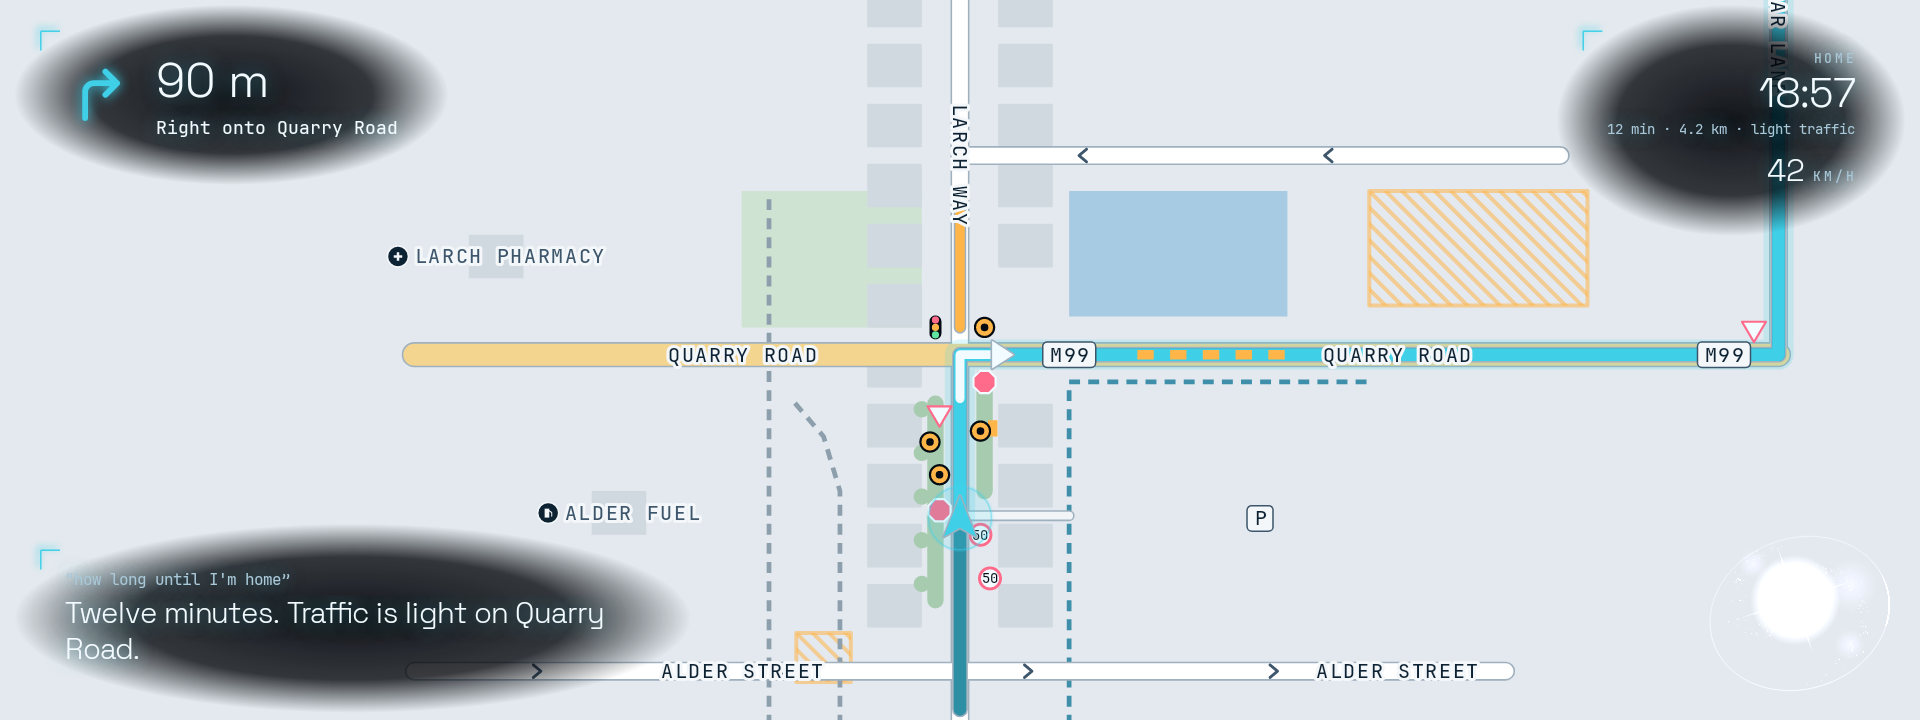 90 m
Right onto Quarry Road
HOME
18:57
12 min · 4.2 km · light traffic
42 KM/H
LARCH WAY
LARCH PHARMACY
QUARRY ROAD
M99
QUARRY ROAD
M99
ALDER FUEL
P
50
50
"how long until I'm home”
Twelve minutes. Traffic is light on Quarry
Road.
ALDER STREET
ALDER STREET